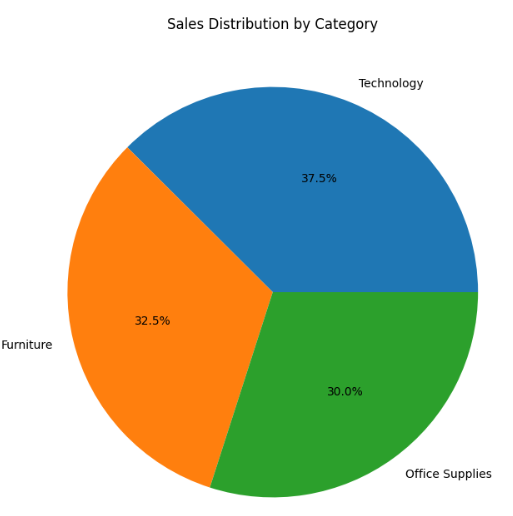 Sales Distribution by Category
Technology
37.5%
32.5%
Furniture
30.0%
Office Supplies